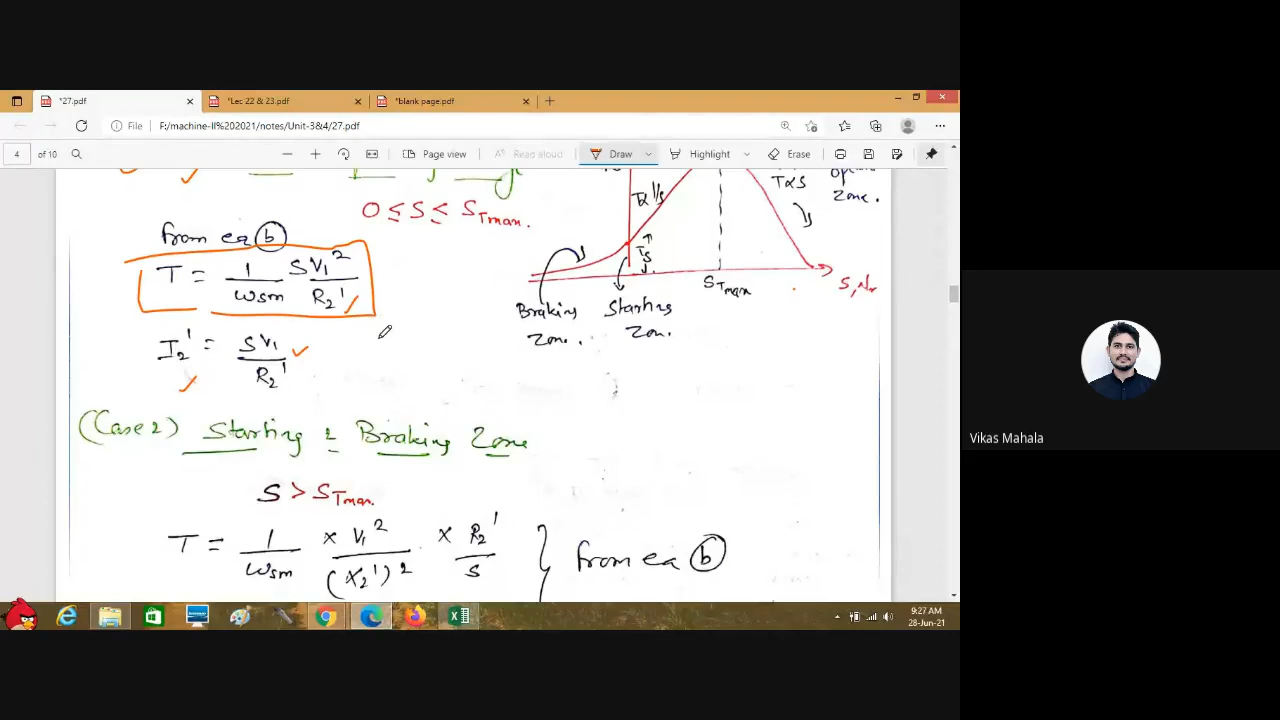 *27.pdf
*Lec 22 & 23.pdf
*blank page.pdf
File F:/machine-II%202021/notes/Unit-3&4/27.pdf
4 of 10
Page view
Read aloud
Draw
Highlight
Erase
0 ≤ S ≤ STmax.
from eq (b)
T = 1/ωsm SV1²/R2'
I2' = SV1/R2'
T α 1/S
Ts
T α S
Zone.
STmax
S, Nr
Braking Zone.
Starting Zone.
(Case 2) Starting & Braking Zone
S > STmax.
T = 1/ωsm × V1²/(X2')² × R2'/S } from eq (b)
Vikas Mahala
9:27 AM
28-Jun-21